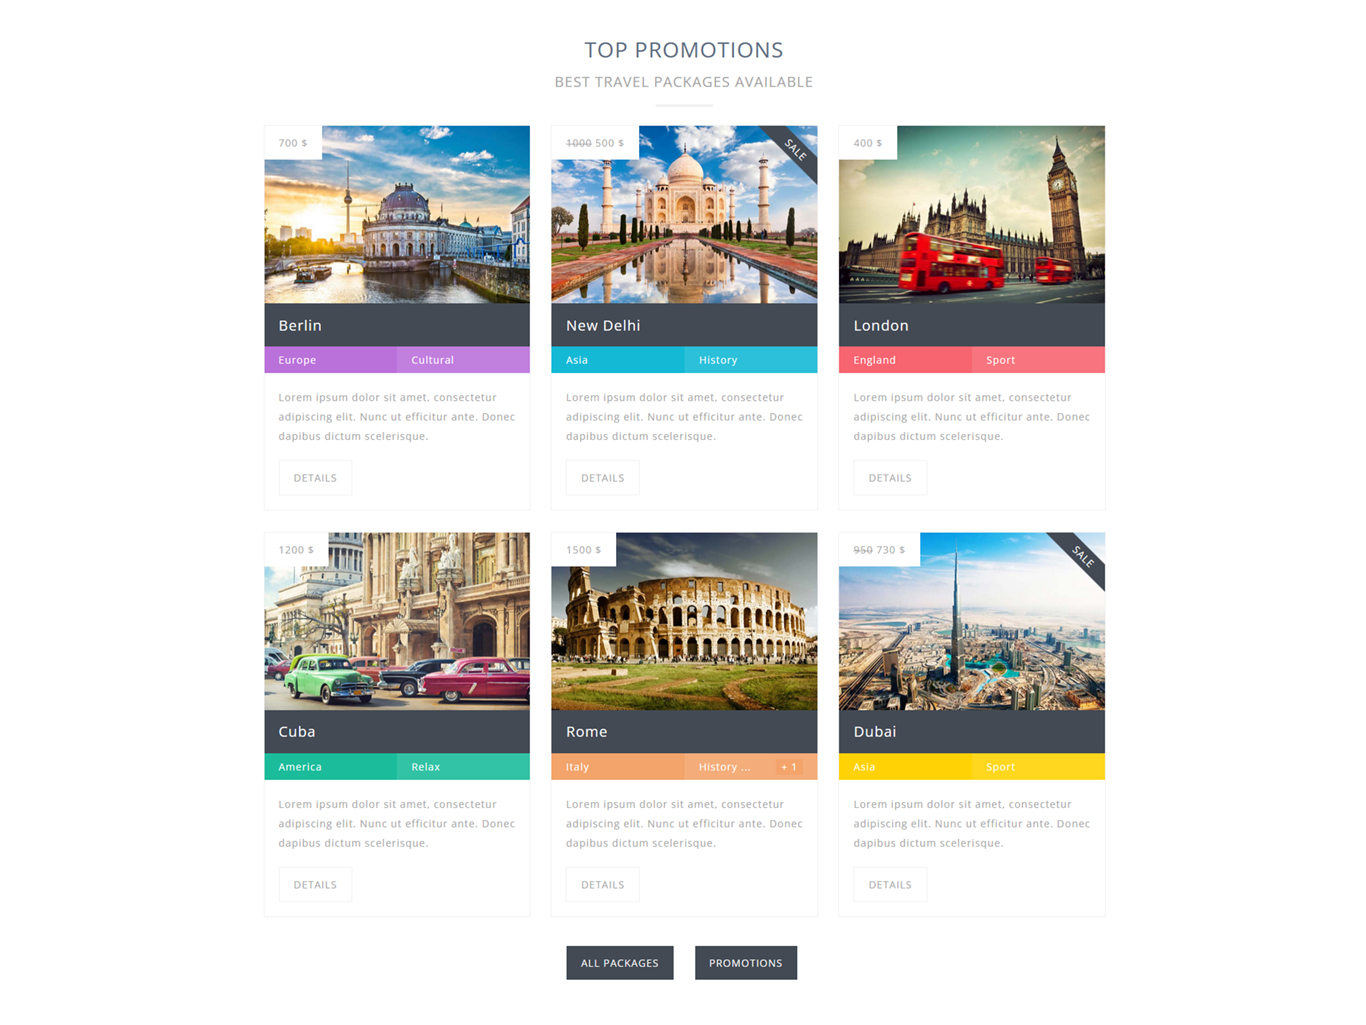 TOP PROMOTIONS
BEST TRAVEL PACKAGES AVAILABLE
700 $
1000 500 $
SALE
400 $
Berlin
New Delhi
London
Europe
Cultural
Asia
History
England
Sport
Lorem ipsum dolor sit amet, consectetur
adipiscing elit. Nunc ut efficitur ante. Donec
dapibus dictum scelerisque.
Lorem ipsum dolor sit amet, consectetur
adipiscing elit. Nunc ut efficitur ante. Donec
dapibus dictum scelerisque.
Lorem ipsum dolor sit amet, consectetur
adipiscing elit. Nunc ut efficitur ante. Donec
dapibus dictum scelerisque.
DETAILS
DETAILS
DETAILS
1200 $
1500 $
950 730 $
SALE
Cuba
Rome
Dubai
America
Relax
Italy
History ...
+ 1
Asia
Sport
Lorem ipsum dolor sit amet, consectetur
adipiscing elit. Nunc ut efficitur ante. Donec
dapibus dictum scelerisque.
Lorem ipsum dolor sit amet, consectetur
adipiscing elit. Nunc ut efficitur ante. Donec
dapibus dictum scelerisque.
Lorem ipsum dolor sit amet, consectetur
adipiscing elit. Nunc ut efficitur ante. Donec
dapibus dictum scelerisque.
DETAILS
DETAILS
DETAILS
ALL PACKAGES
PROMOTIONS